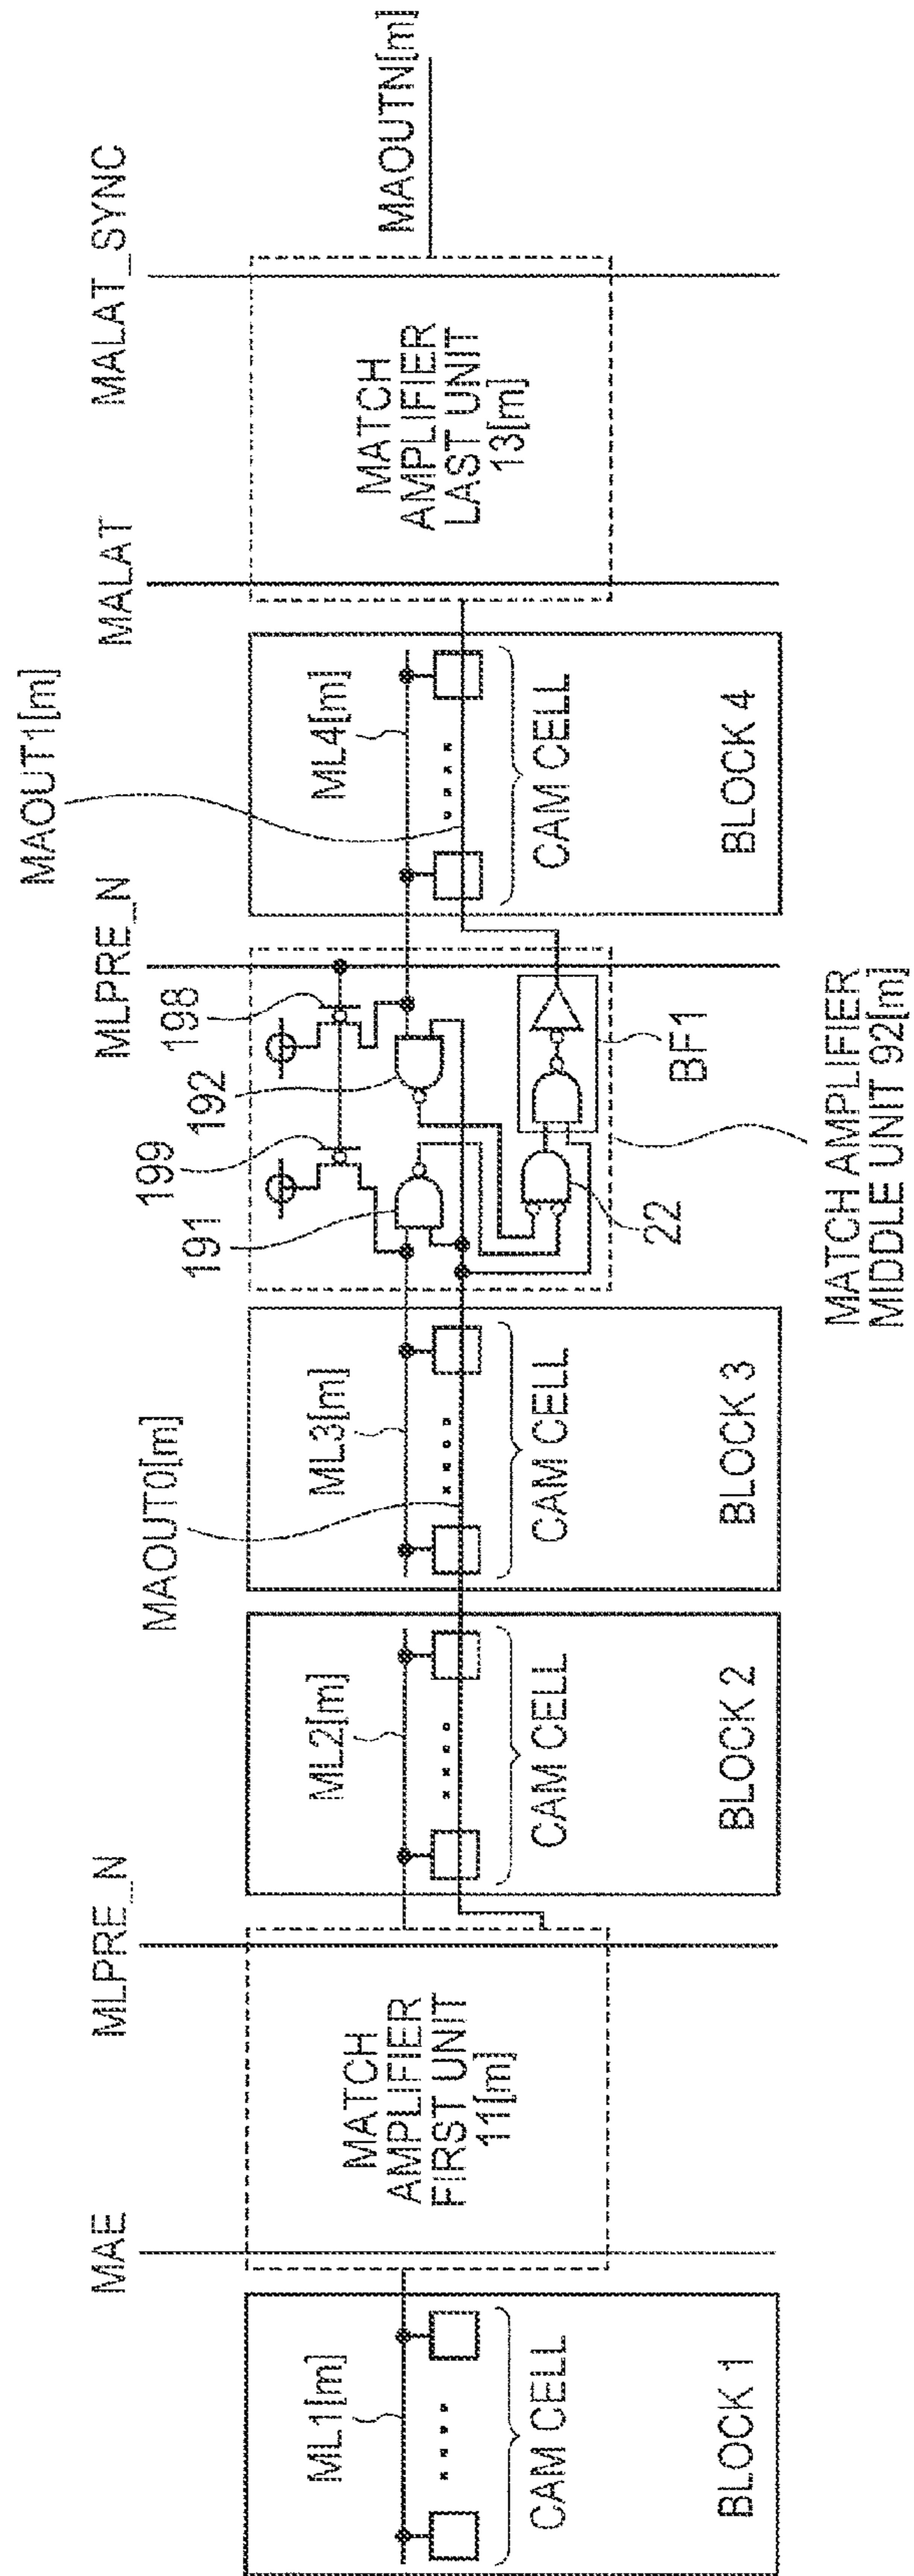 MAE
MLPRE_N
MAOUT0[m]
MLPRE_N
MAOUT1[m]
MALAT
MALAT_SYNC
ML1[m]
CAM CELL
BLOCK 1
MATCH
AMPLIFIER
FIRST UNIT
11[m]
ML2[m]
CAM CELL
BLOCK 2
ML3[m]
CAM CELL
BLOCK 3
199
198
191
192
22
BF1
MATCH AMPLIFIER
MIDDLE UNIT 92[m]
ML4[m]
CAM CELL
BLOCK 4
MATCH
AMPLIFIER
LAST UNIT
13[m]
MAOUTN[m]